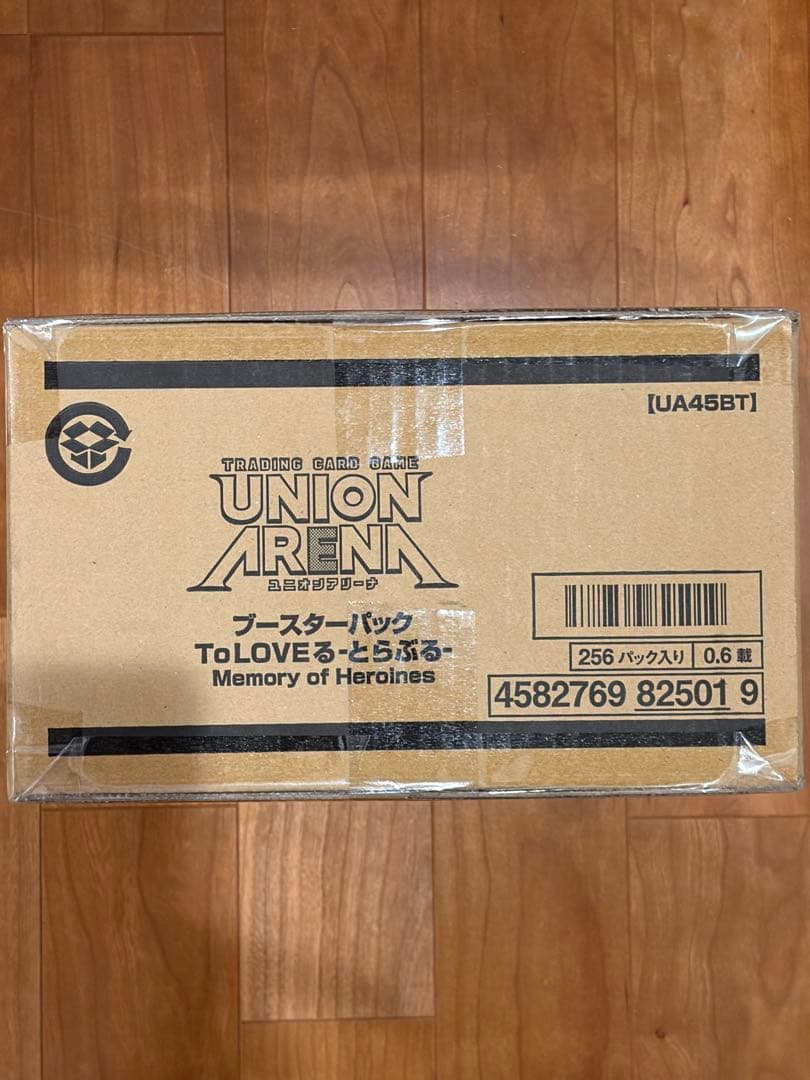 【UA45BT】
TRADING CARD GAME
UNION
ARENA
ユニオンアリーナ
ブースターパック
To LOVEる-とらぶる-
Memory of Heroines
256 パック入り 0.6 載
4582769 82501 9